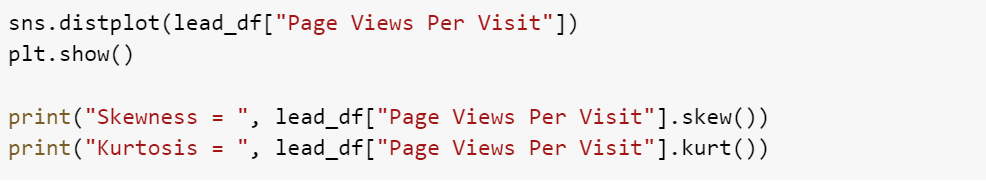 sns.distplot(lead_df["Page Views Per Visit"])
plt.show()
print("Skewness = ", lead_df["Page Views Per Visit"].skew())
print("Kurtosis = ", lead_df["Page Views Per Visit"].kurt())